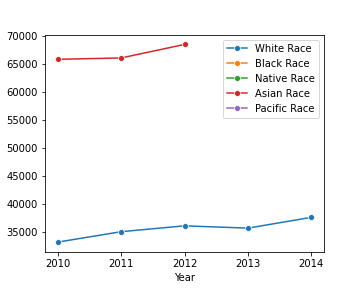 70000
65000
60000
55000
50000
45000
40000
35000
White Race
Black Race
Native Race
Asian Race
Pacific Race
2010 2011 2012 2013 2014
Year